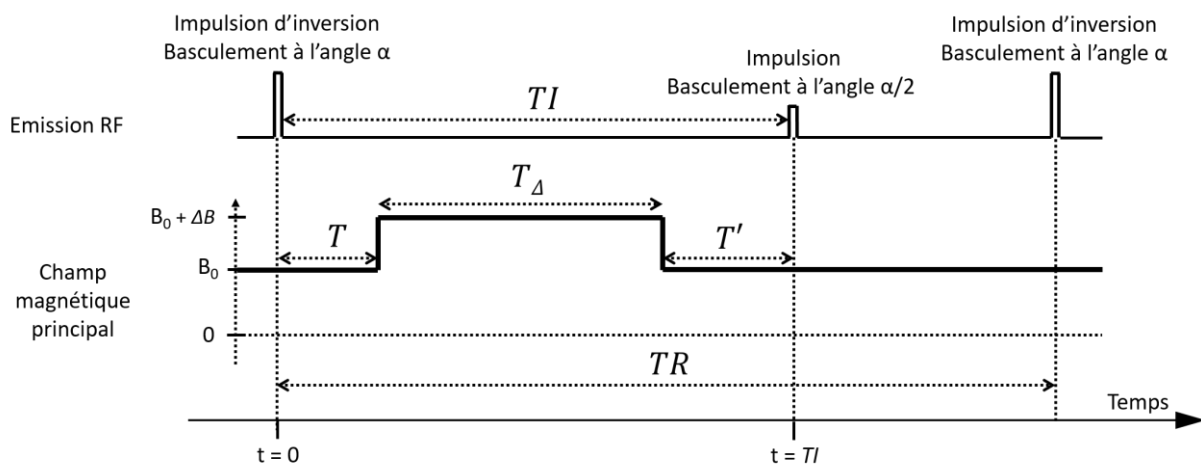 Impulsion d’inversion
Basculement à l’angle α
Impulsion
Basculement à l’angle α/2
Impulsion d’inversion
Basculement à l’angle α
Emission RF
TI
T_Δ
B₀ + ΔB
T
T′
B₀
Champ
magnétique
principal
0
TR
Temps
t = 0
t = TI